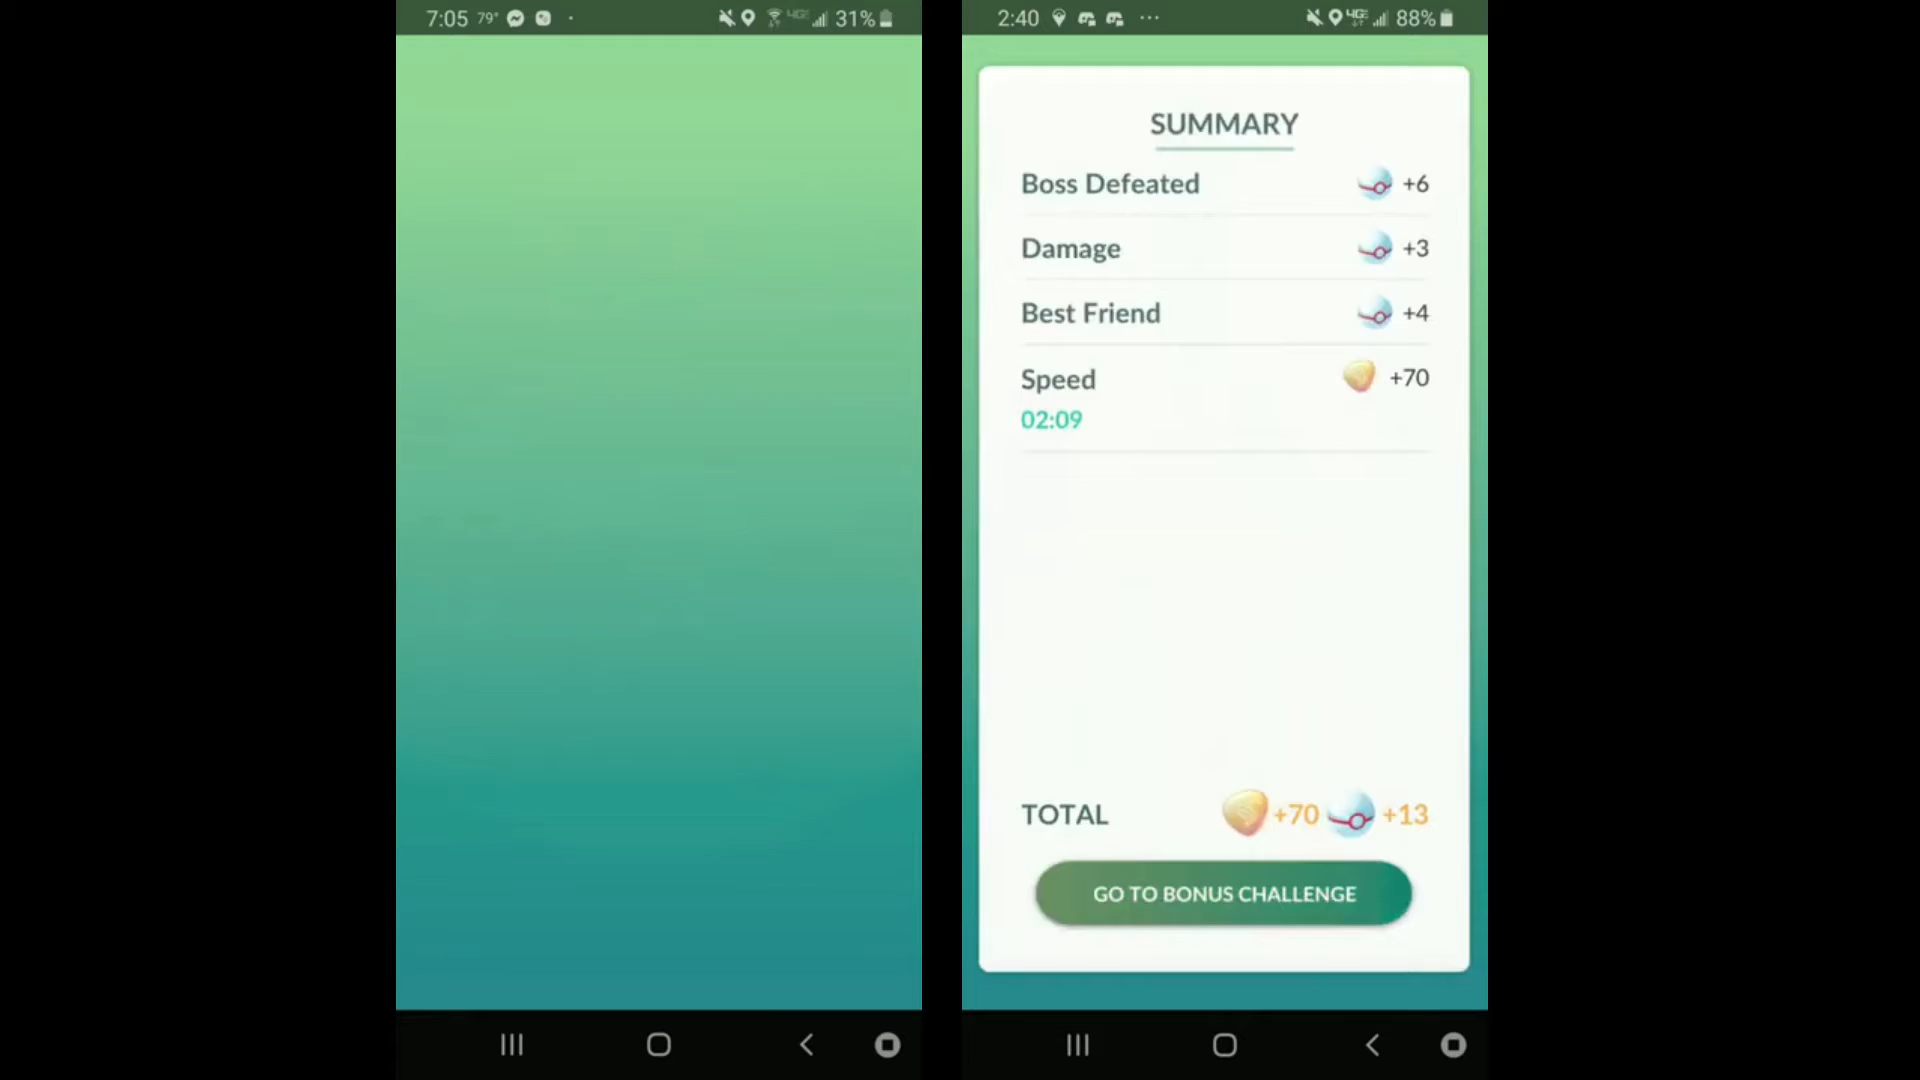 7:05 79°
31%
2:40
4GE 88%
SUMMARY
Boss Defeated +6
Damage +3
Best Friend +4
Speed +70
02:09
TOTAL +70 +13
GO TO BONUS CHALLENGE